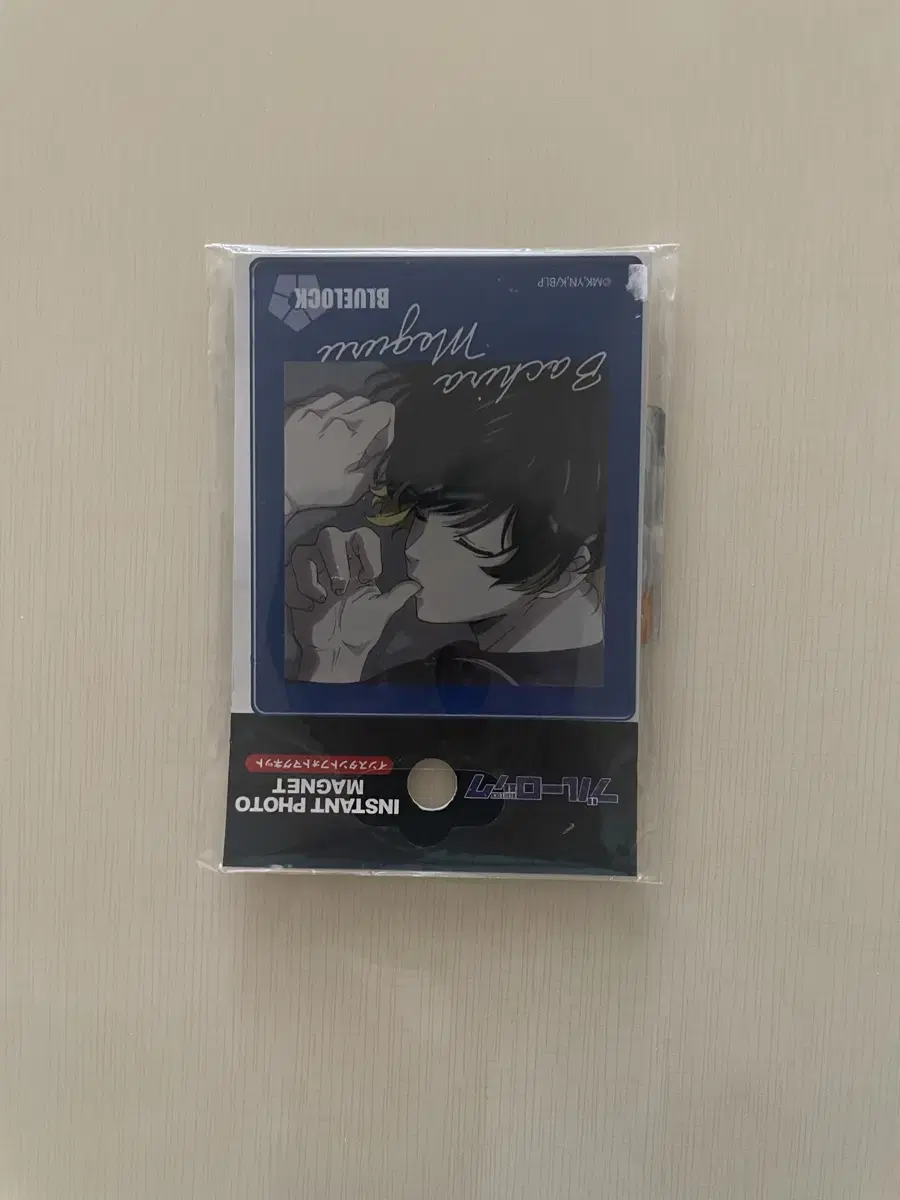 ブルーロック
INSTANT PHOTO
MAGNET
インスタントフォトマグネット
Bachira
Meguru
BLUELOCK
©MK,YN,K/BLP